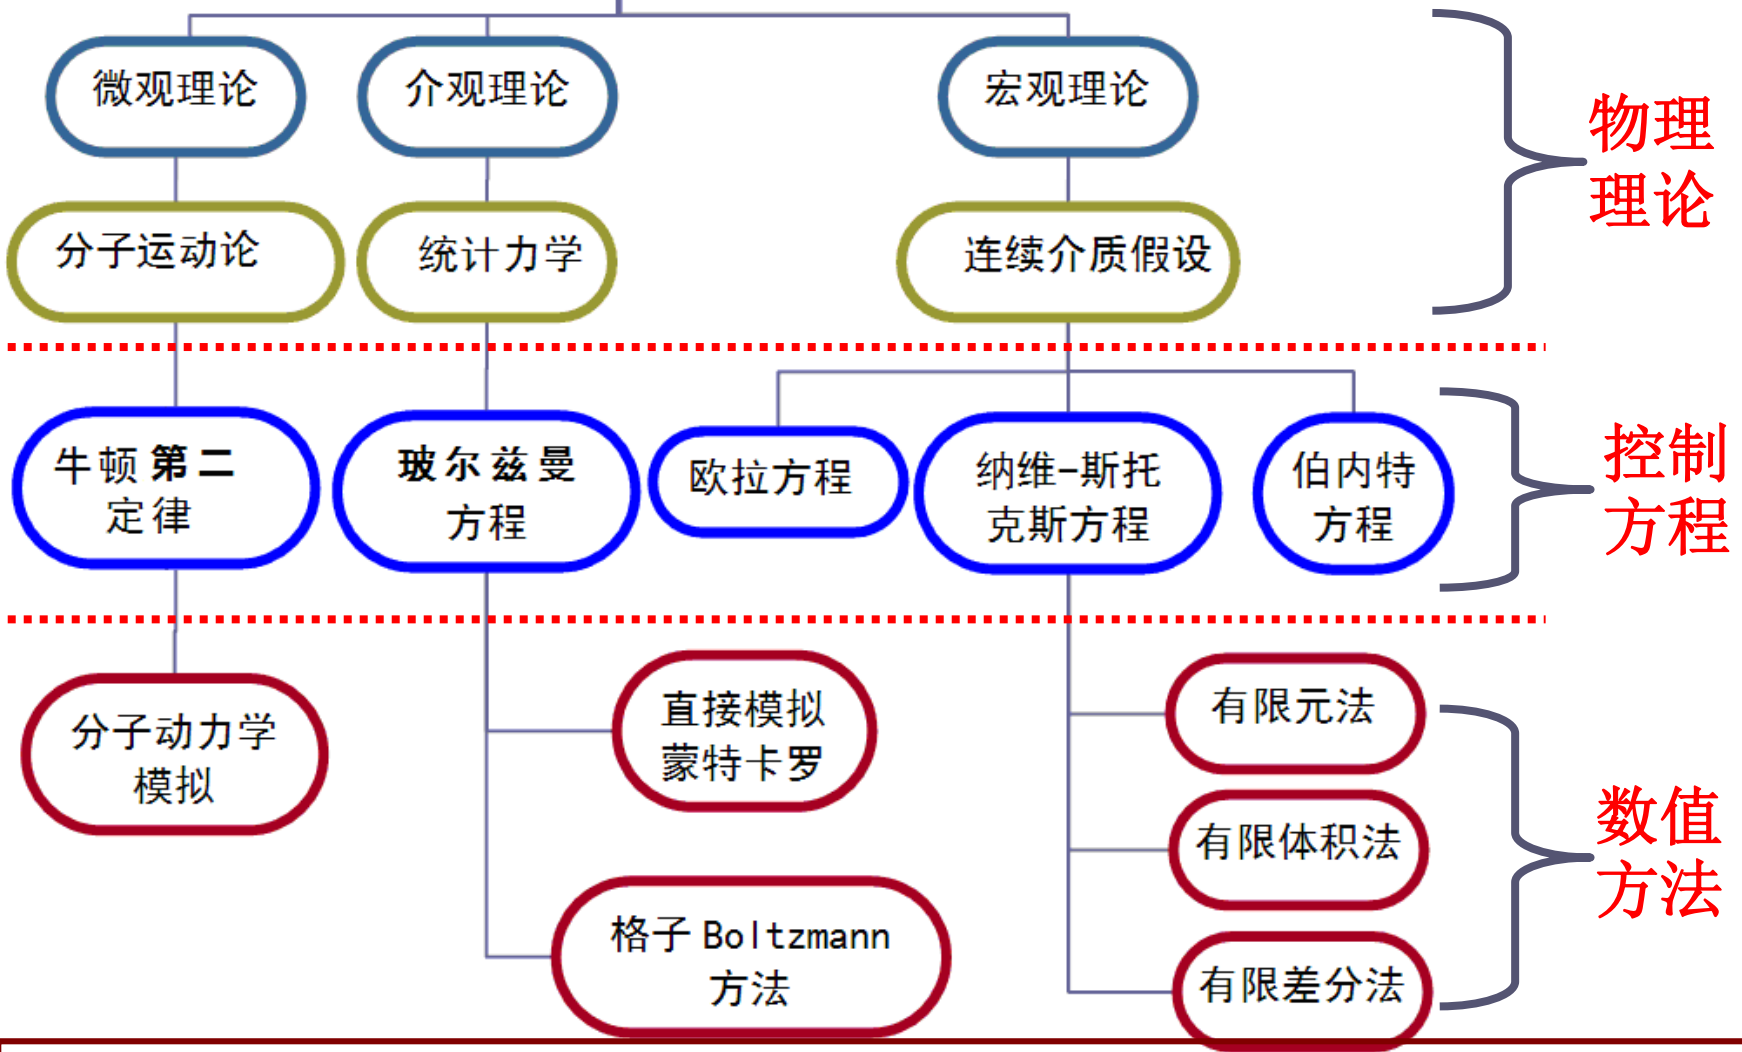 微观理论
介观理论
宏观理论
物理
理论
分子运动论
统计力学
连续介质假设
牛顿第二
定律
玻尔兹曼
方程
欧拉方程
纳维-斯托
克斯方程
伯内特
方程
控制
方程
分子动力学
模拟
直接模拟
蒙特卡罗
格子 Boltzmann
方法
有限元法
有限体积法
有限差分法
数值
方法